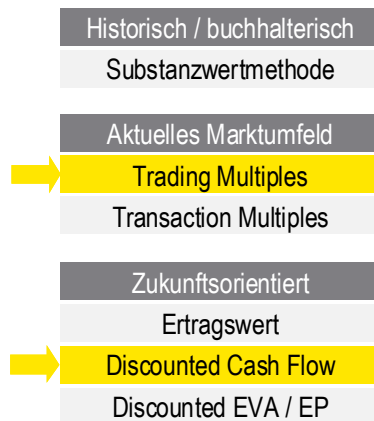 Historisch / buchhalterisch
Substanzwertmethode
Aktuelles Marktumfeld
Trading Multiples
Transaction Multiples
Zukunftsorientiert
Ertragswert
Discounted Cash Flow
Discounted EVA / EP